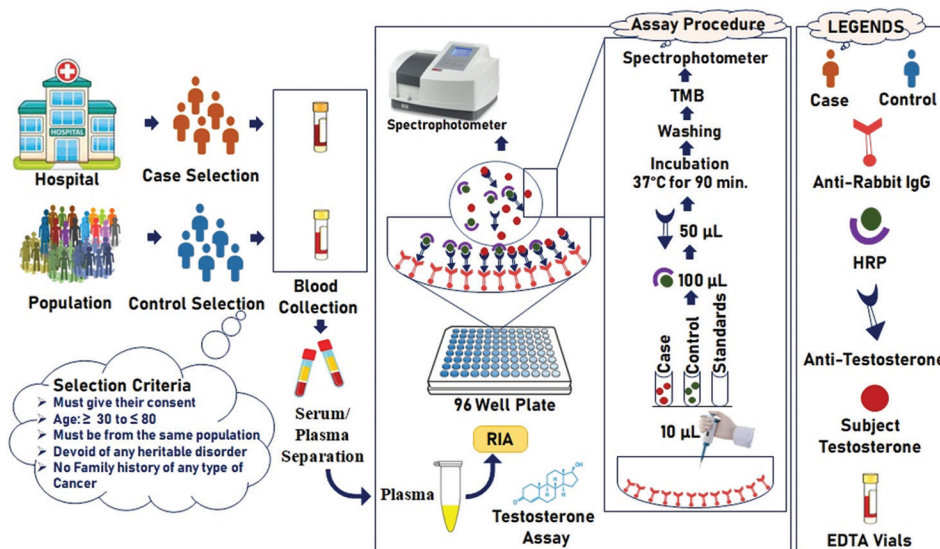 HOSPITAL
Hospital
Case Selection
Population
Control Selection
Blood
Collection
Selection Criteria
Must give their consent
Age: ≥ 30 to ≤ 80
Must be from the same population
Devoid of any heritable disorder
No Family history of any type of
Cancer
Serum/
Plasma
Separation
Spectrophotometer
96 Well Plate
Plasma
RIA
O
OH
H
H
H
Testosterone
Assay
Assay Procedure
Spectrophotometer
TMB
Washing
Incubation
37°C for 90 min.
50 µL
100 µL
Case
Control
Standards
10 µL
LEGENDS
Case
Control
Anti-Rabbit IgG
HRP
Anti-Testosterone
Subject
Testosterone
EDTA Vials